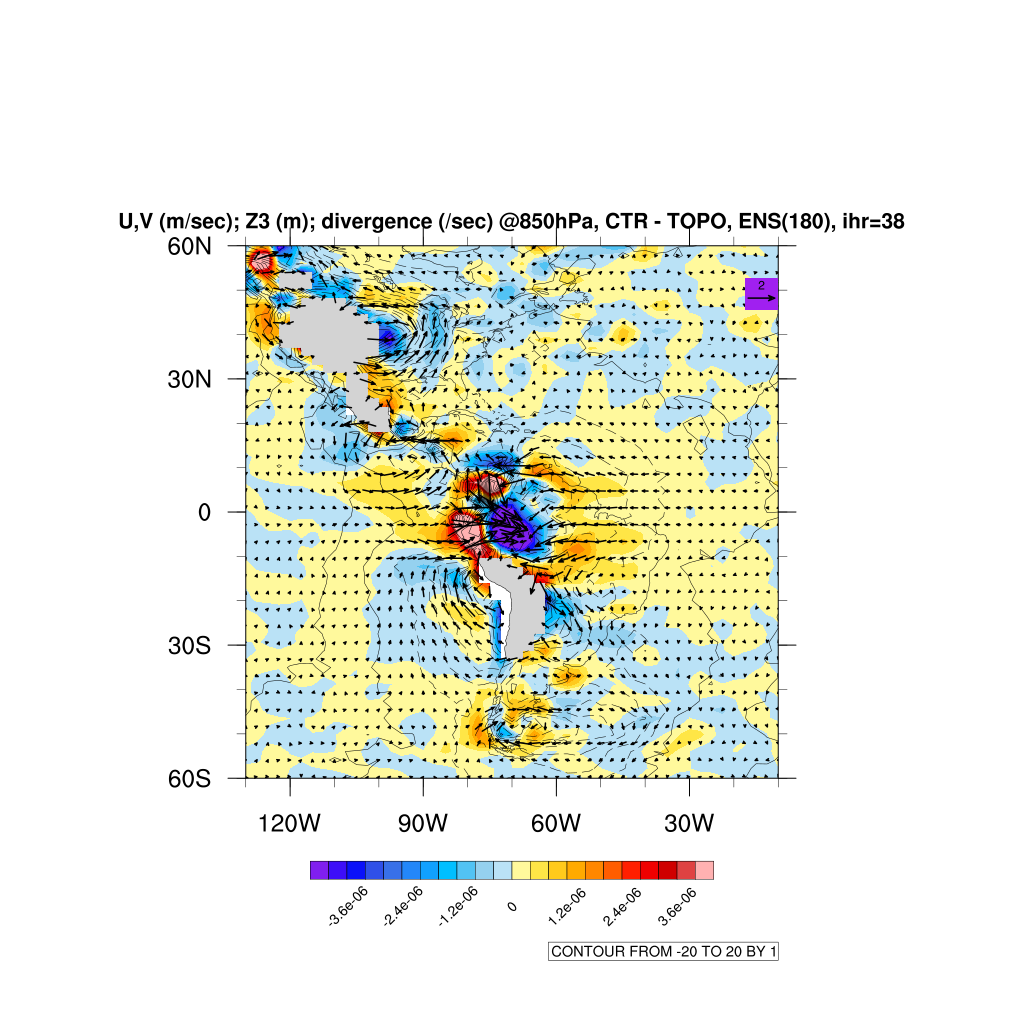 U,V (m/sec); Z3 (m); divergence (/sec) @850hPa, CTR - TOPO, ENS(180), ihr=38
60N
2
30N
0
30S
60S
120W 90W 60W 30W
-3.6e-06 -2.4e-06 -1.2e-06 0 1.2e-06 2.4e-06 3.6e-06
CONTOUR FROM -20 TO 20 BY 1